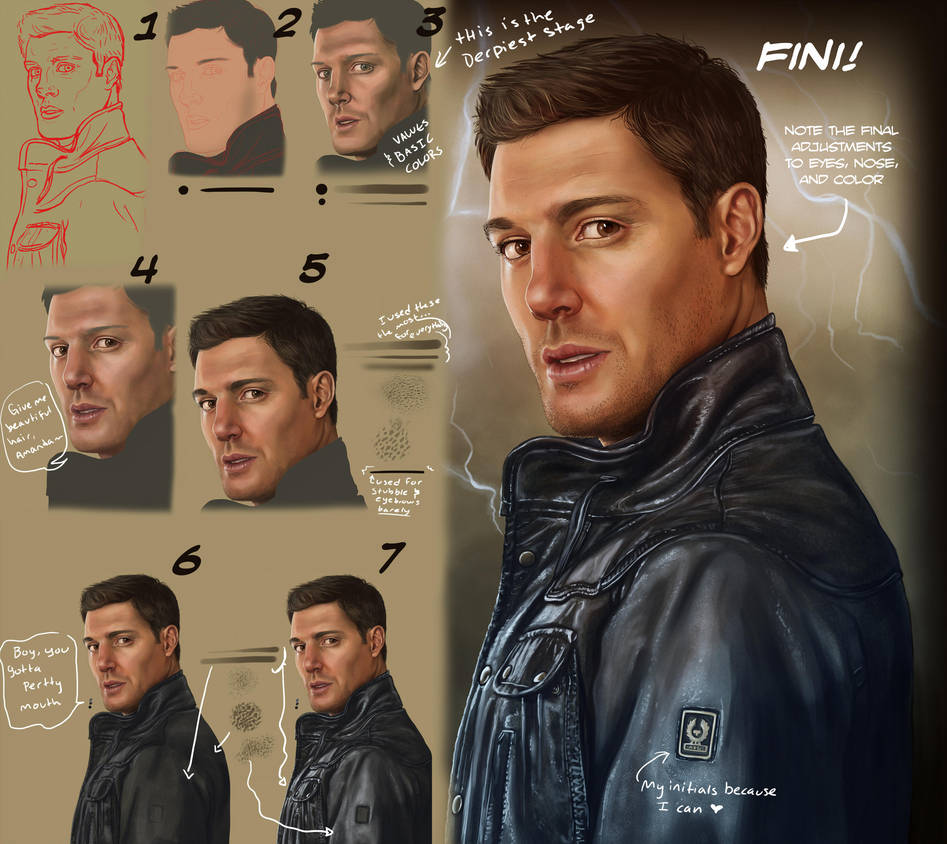 1
2
3
this is the
Derpiest stage
VALUES
& BASIC
COLORS
FINI!
NOTE THE FINAL
ADJUSTMENTS
TO EYES, NOSE,
AND COLOR
4
5
I used these
the most...
for everything
Give me
beautiful
hair,
Amandam
used for
stubble &
eyebrows
barely
6
7
Boy, you
gotta
pertty
mouth
My initials because
I can ♥